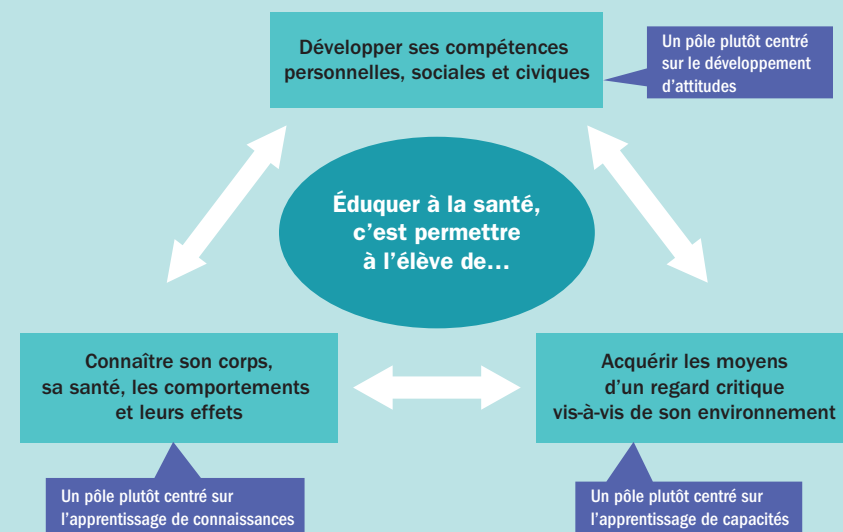 Développer ses compétences
personnelles, sociales et civiques
Un pôle plutôt centré
sur le développement
d'attitudes
Éduquer à la santé,
c'est permettre
à l'élève de…
Connaître son corps,
sa santé, les comportements
et leurs effets
Acquérir les moyens
d'un regard critique
vis-à-vis de son environnement
Un pôle plutôt centré sur
l'apprentissage de connaissances
Un pôle plutôt centré sur
l'apprentissage de capacités